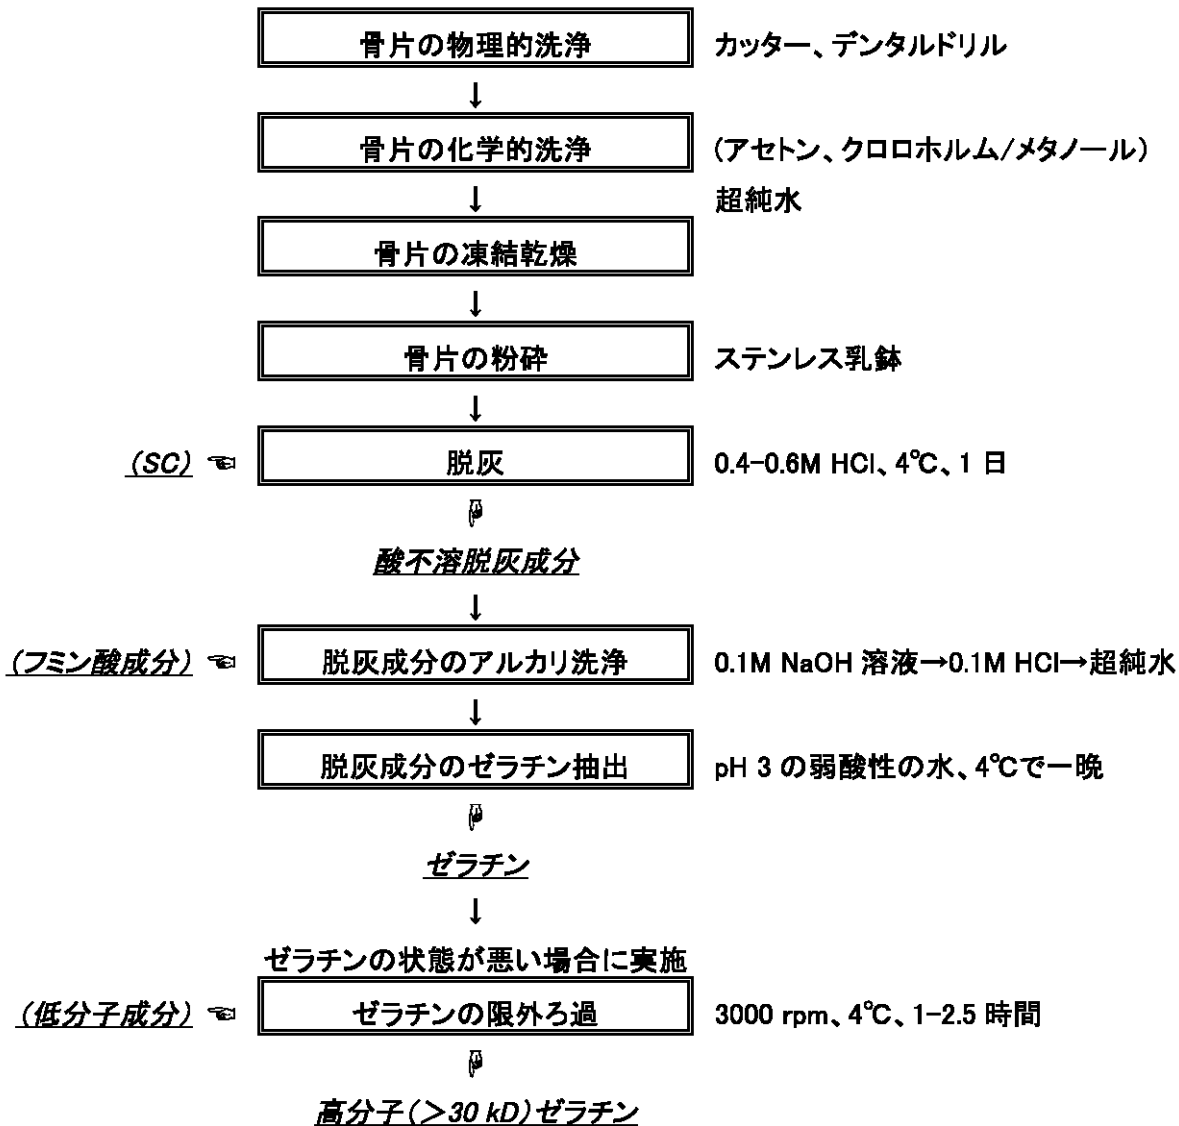 骨片の物理的洗浄 カッター、デンタルドリル
↓
骨片の化学的洗浄 (アセトン、クロロホルム/メタノール)
↓ 超純水
骨片の凍結乾燥
↓
骨片の粉砕 ステンレス乳鉢
↓
(SC) ☜ 脱灰 0.4-0.6M HCl、4℃、1 日
☟
酸不溶脱灰成分
↓
(フミン酸成分) ☜ 脱灰成分のアルカリ洗浄 0.1M NaOH 溶液→0.1M HCl→超純水
↓
脱灰成分のゼラチン抽出 pH 3 の弱酸性の水、4℃で一晩
☟
ゼラチン
↓
ゼラチンの状態が悪い場合に実施
(低分子成分) ☜ ゼラチンの限外ろ過 3000 rpm、4℃、1-2.5 時間
☟
高分子(>30 kD)ゼラチン